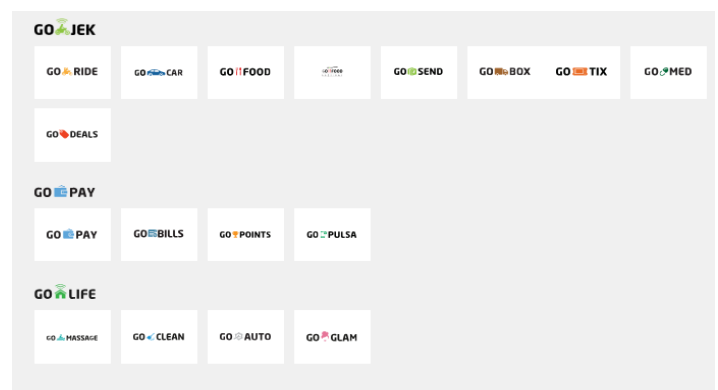 GO JEK
GO RIDE GO CAR GO FOOD GO FOOD GO SEND GO BOX GO TIX GO MED
GO DEALS
GO PAY
GO PAY GO BILLS GO POINTS GO PULSA
GO LIFE
GO MASSAGE GO CLEAN GO AUTO GO GLAM